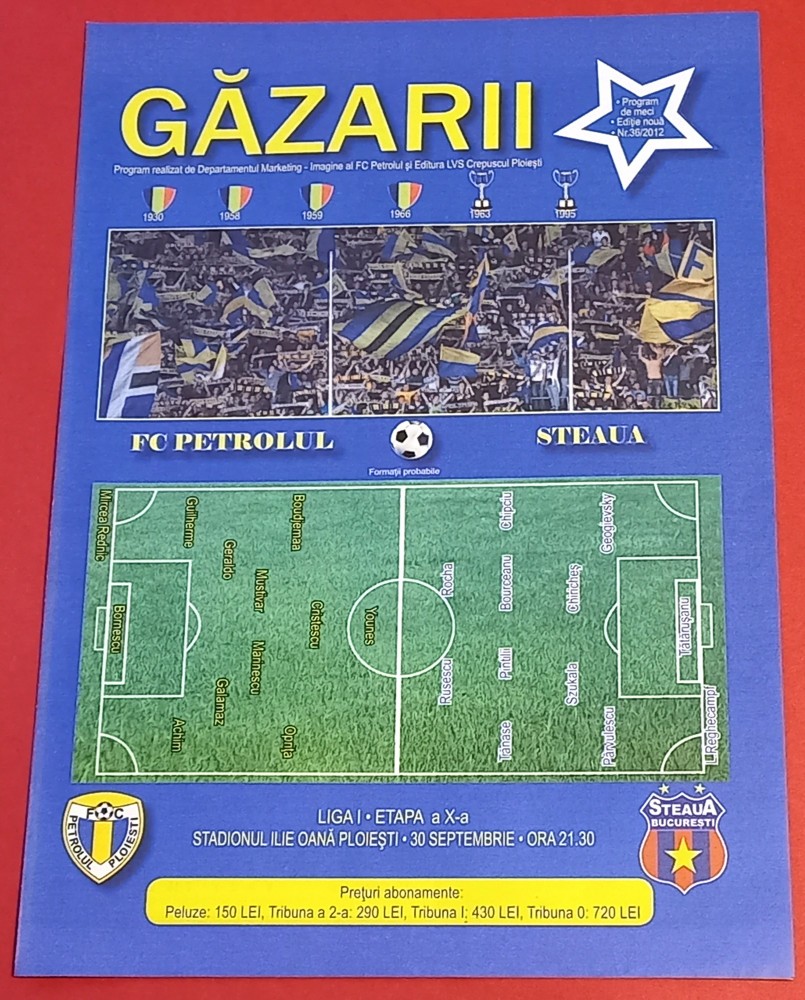 GĂZARII
• Program
de meci
• Ediție nouă
• Nr.36/2012
Program realizat de Departamentul Marketing - Imagine al FC Petrolul și Editura LVS Crepuscul Ploiești
1930 1958 1959 1966 1963 1995
FC PETROLUL STEAUA
Formații probabile
Mircea Rednic
Bornescu
Guilherme
Geraldo
Galamaz
Achim
Mustivar
Marinescu
Boudjemaa
Cristescu
Oprița
Younes
Rocha
Rusescu
Chipciu
Bourceanu
Pintilii
Tănase
Chiricheș
Szukala
Geogievsky
Pârvulescu
Tătărușanu
L.Reghecampf
FC
PETROLUL PLOIEȘTI
LIGA I • ETAPA a X-a
STADIONUL ILIE OANĂ PLOIEȘTI • 30 SEPTEMBRIE • ORA 21.30
STEAUA
BUCUREȘTI
Prețuri abonamente:
Peluze: 150 LEI, Tribuna a 2-a: 290 LEI, Tribuna I: 430 LEI, Tribuna 0: 720 LEI